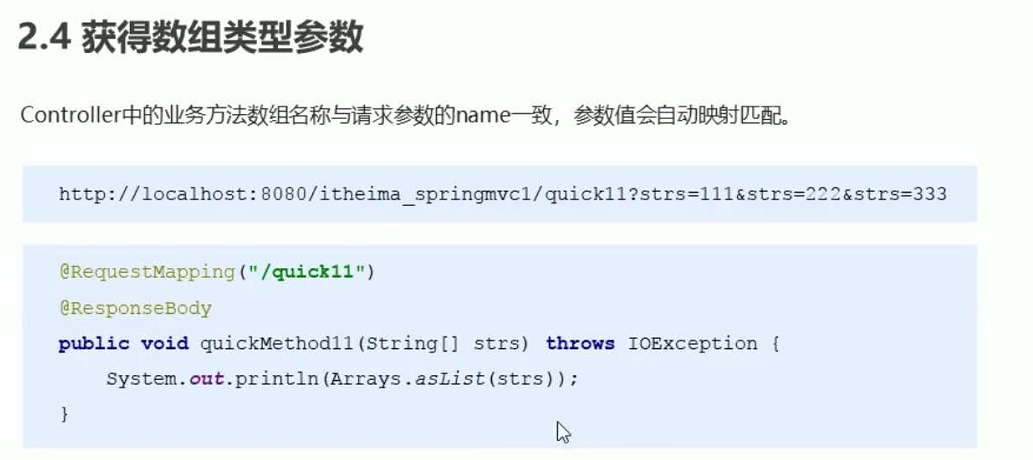 2.4 获得数组类型参数
Controller中的业务方法数组名称与请求参数的name一致，参数值会自动映射匹配。
http://localhost:8080/itheima_springmvc1/quick11?strs=111&strs=222&strs=333
@RequestMapping("/quick11")
@ResponseBody
public void quickMethod11(String[] strs) throws IOException {
    System.out.println(Arrays.asList(strs));
}